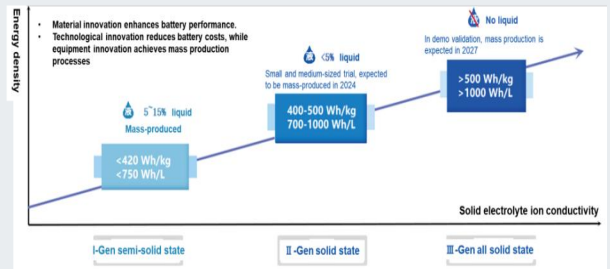 Energy density
• Material innovation enhances battery performance.
• Technological innovation reduces battery costs, while
equipment innovation achieves mass production
processes
5~15% liquid
Mass-produced
<420 Wh/kg
<750 Wh/L
<5% liquid
Small and medium-sized trial, expected
to be mass-produced in 2024
400-500 Wh/kg
700-1000 Wh/L
No liquid
In demo validation, mass production is
expected in 2027
>500 Wh/kg
>1000 Wh/L
Solid electrolyte ion conductivity
I-Gen semi-solid state
II-Gen solid state
III-Gen all solid state